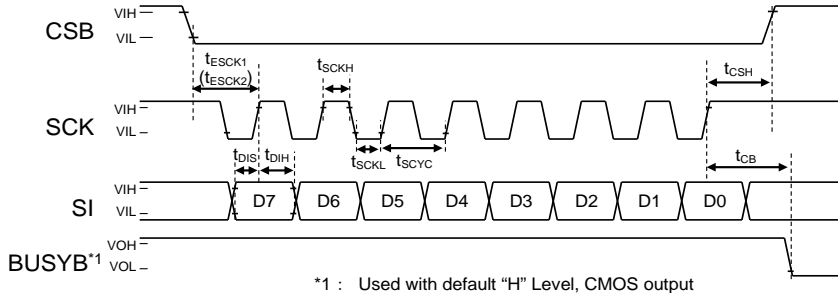 CSB
VIH
VIL
tESCK1
(tESCK2)
tSCKH
tCSH
SCK
VIH
VIL
tDIS
tDIH
tSCKL
tSCYC
tCB
SI
VIH
VIL
D7 D6 D5 D4 D3 D2 D1 D0
BUSYB*1
VOH
VOL
*1 : Used with default “H” Level, CMOS output